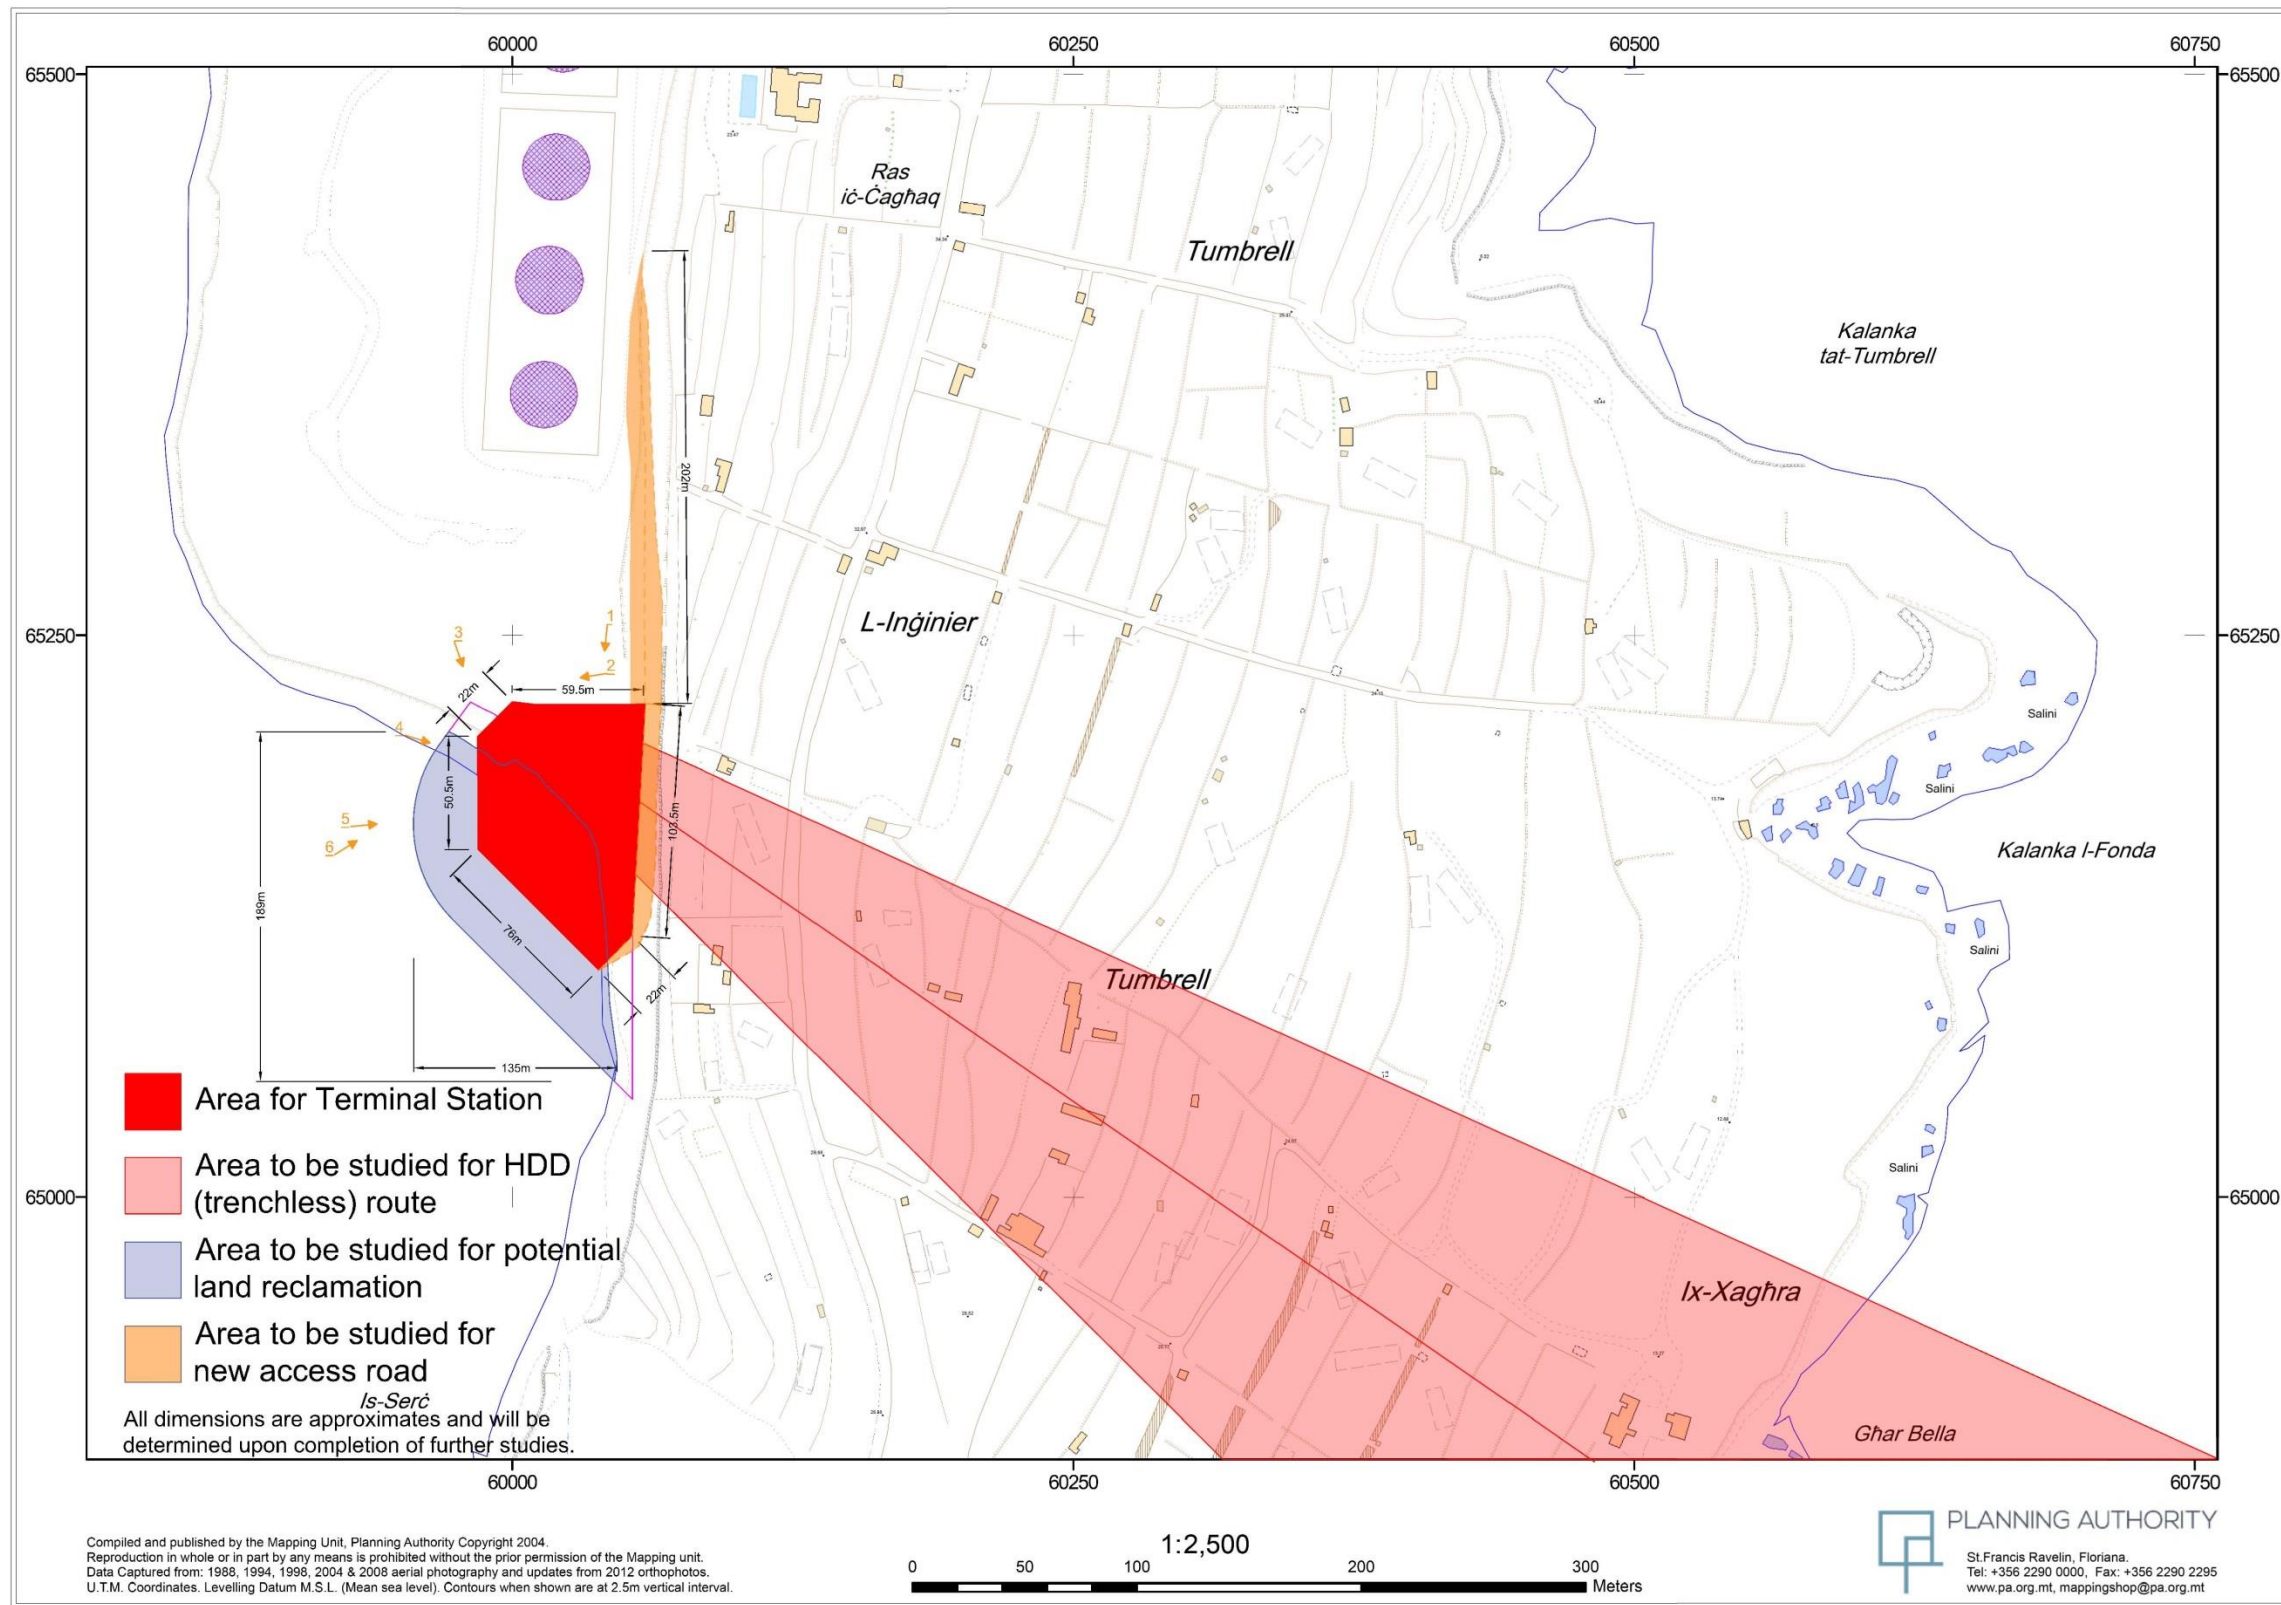 60000
60250
60500
60750
65500
65500
23.47
Ras
iċ-Ċagħaq
Tumbrell
Kalanka
tat-Tumbrell
202m
L-Inġinier
65250
65250
1
2
3
22m
59.5m
4
50.5m
103.5m
5
6
189m
76m
22m
135m
Salini
Salini
Kalanka l-Fonda
Salini
Tumbrell
Salini
65000
65000
Ix-Xagħra
Għar Bella
Area for Terminal Station
Area to be studied for HDD
(trenchless) route
Area to be studied for potential
land reclamation
Area to be studied for
new access road
Is-Serċ
All dimensions are approximates and will be
determined upon completion of further studies.
60000
60250
60500
60750
Compiled and published by the Mapping Unit, Planning Authority Copyright 2004.
Reproduction in whole or in part by any means is prohibited without the prior permission of the Mapping unit.
Data Captured from: 1988, 1994, 1998, 2004 & 2008 aerial photography and updates from 2012 orthophotos.
U.T.M. Coordinates. Levelling Datum M.S.L. (Mean sea level). Contours when shown are at 2.5m vertical interval.
1:2,500
0 50 100 200 300
Meters
PLANNING AUTHORITY
St.Francis Ravelin, Floriana.
Tel: +356 2290 0000, Fax: +356 2290 2295
www.pa.org.mt, mappingshop@pa.org.mt